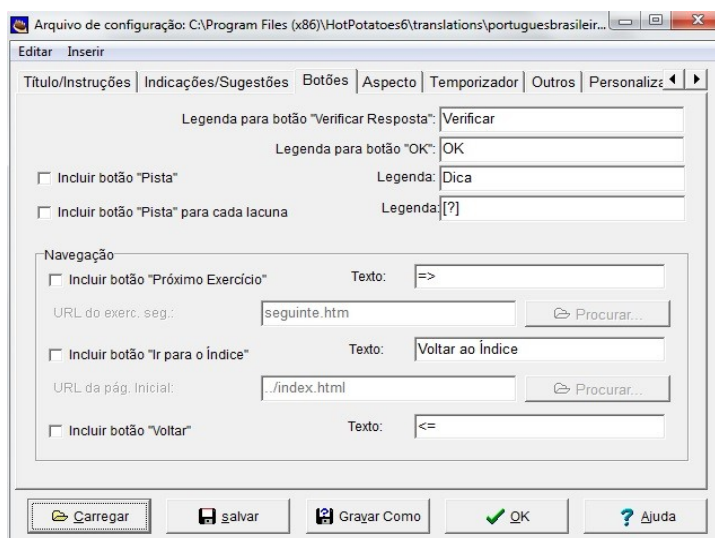 Arquivo de configuração: C:\Program Files (x86)\HotPotatoes6\translations\portuguesbrasileir...
Editar Inserir
Título/Instruções Indicações/Sugestões Botões Aspecto Temporizador Outros Personaliza
Legenda para botão "Verificar Resposta": Verificar
Legenda para botão "OK": OK
Incluir botão "Pista" Legenda: Dica
Incluir botão "Pista" para cada lacuna Legenda: [?]
Navegação
Incluir botão "Próximo Exercício" Texto: =>
URL do exerc. seg.: seguinte.htm Procurar...
Incluir botão "Ir para o Índice" Texto: Voltar ao Índice
URL da pág. Inicial: ../index.html Procurar...
Incluir botão "Voltar" Texto: <=
Carregar salvar Gravar Como OK Ajuda